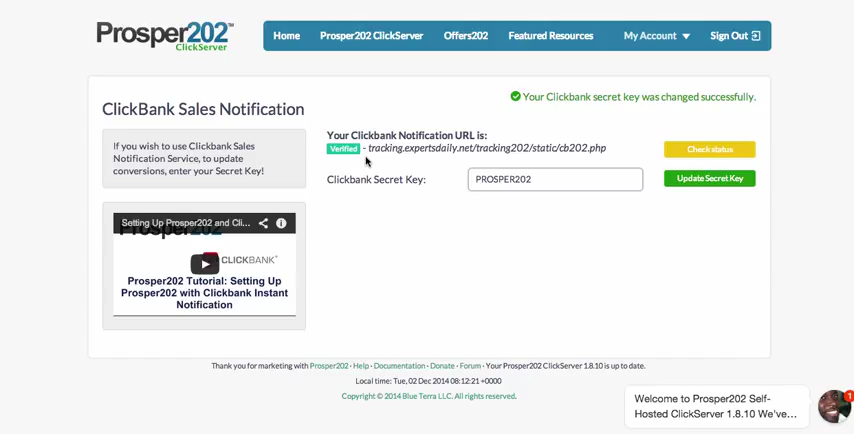 Prosper202™
ClickServer
Home Prosper202 ClickServer Offers202 Featured Resources My Account Sign Out
Your Clickbank secret key was changed successfully.
ClickBank Sales Notification
If you wish to use Clickbank Sales
Notification Service, to update
conversions, enter your Secret Key!
Your Clickbank Notification URL is:
Verified - tracking.expertsdaily.net/tracking202/static/cb202.php
Check status
Clickbank Secret Key:
PROSPER202
Update Secret Key
Setting Up Prosper202 and Cli...
Prosper202
CLICKBANK™
Prosper202 Tutorial: Setting Up
Prosper202 with Clickbank Instant
Notification
Thank you for marketing with Prosper202 · Help · Documentation · Donate · Forum · Your Prosper202 ClickServer 1.8.10 is up to date.
Local time: Tue, 02 Dec 2014 08:12:21 +0000
Copyright © 2014 Blue Terra LLC. All rights reserved.
Welcome to Prosper202 Self-
Hosted ClickServer 1.8.10 We've...
1